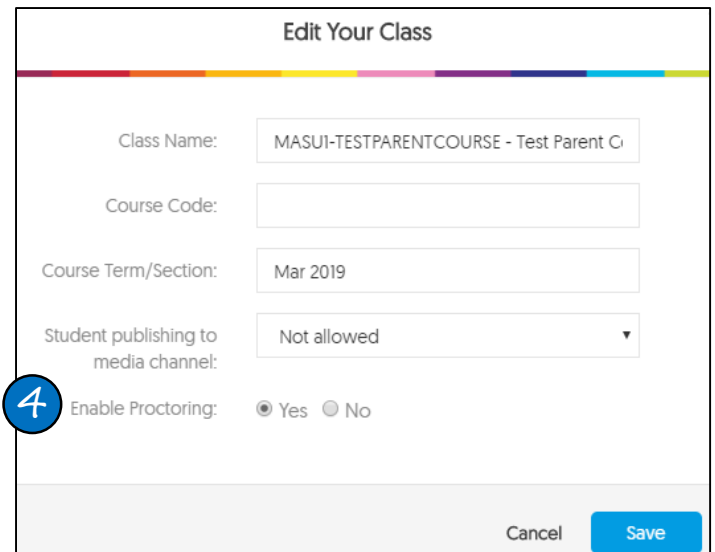 Edit Your Class
Class Name: MASU1-TESTPARENTCOURSE - Test Parent C
Course Code:
Course Term/Section: Mar 2019
Student publishing to Not allowed
media channel:
4 Enable Proctoring: Yes No
Cancel Save